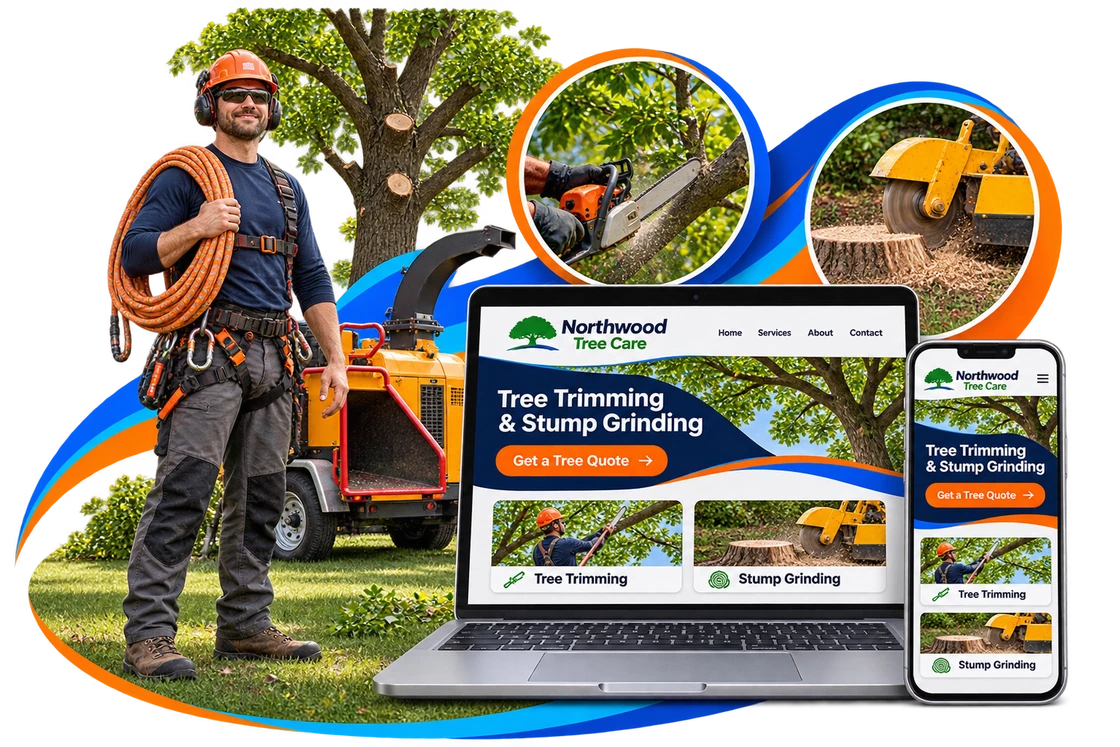 Northwood
Tree Care
Home Services About Contact
Tree Trimming
& Stump Grinding
Get a Tree Quote →
Tree Trimming
Stump Grinding
Northwood
Tree Care
Tree Trimming
& Stump Grinding
Get a Tree Quote →
Tree Trimming
Stump Grinding